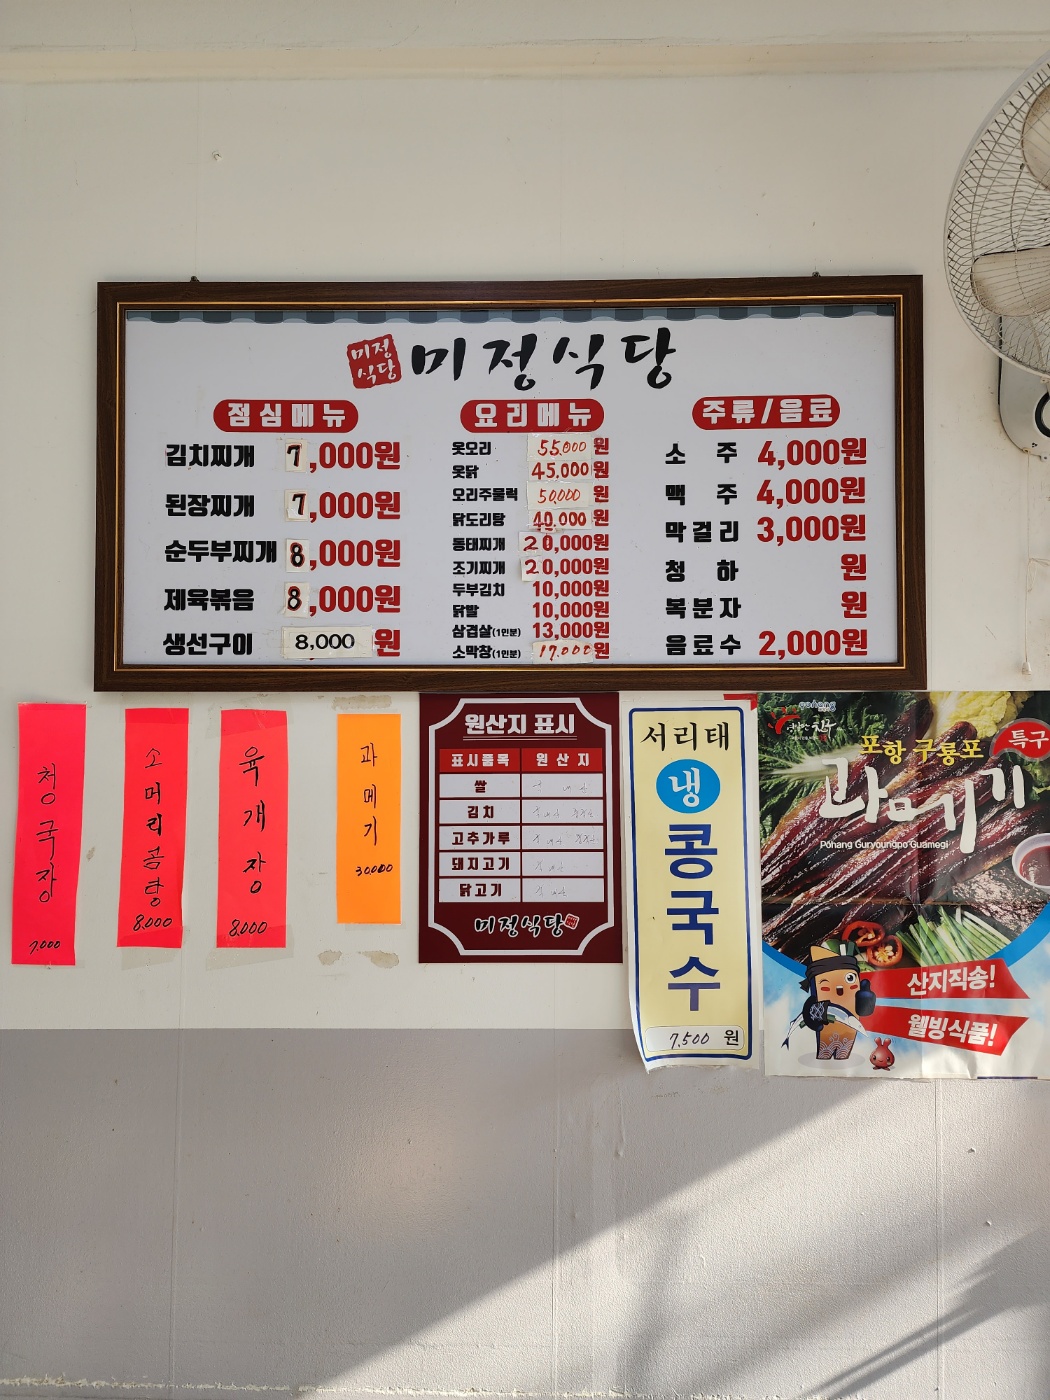 미정
식당
미정식당
점심메뉴
김치찌개 7,000원
된장찌개 7,000원
순두부찌개 8,000원
제육볶음 8,000원
생선구이 8,000 원
요리메뉴
옻오리 55,000 원
옻닭 45,000원
오리주물럭 50,000 원
닭도리탕 40,000 원
동태찌개 20,000원
조기찌개 20,000원
두부김치 10,000원
닭발 10,000원
삼겹살(1인분) 13,000원
소막창(1인분) 17,000원
주류/음료
소주 4,000원
맥주 4,000원
막걸리 3,000원
청하 원
복분자 원
음료수 2,000원
청국장
7,000
소머리곰탕
8,000
육개장
8,000
과메기
30,000
원산지 표시
표시품목 원산지
쌀
김치
고추가루
돼지고기
닭고기
미정식당
서리태
냉
콩국수
7,500 원
pohang
포항 구룡포
특구
과메기
Pohang Guryoungpo Guamegi
산지직송!
웰빙식품!